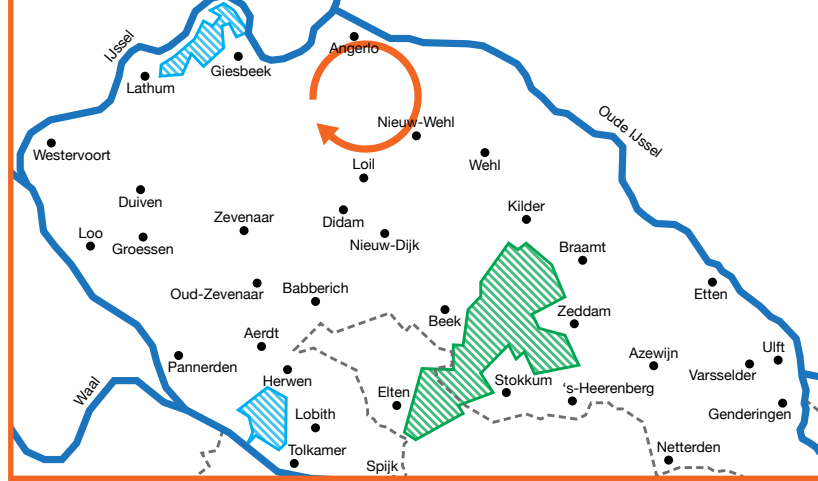 IJssel
Angerlo
Giesbeek
Lathum
Nieuw-Wehl
Oude IJssel
Westervoort
Wehl
Loil
Duiven
Kilder
Zevenaar
Didam
Loo
Groessen
Nieuw-Dijk
Braamt
Oud-Zevenaar
Babberich
Etten
Beek
Zeddam
Aerdt
Pannerden
Azewijn
Ulft
Varsselder
Herwen
Waal
Elten
Stokkum
‘s-Heerenberg
Lobith
Genderingen
Tolkamer
Netterden
Spijk